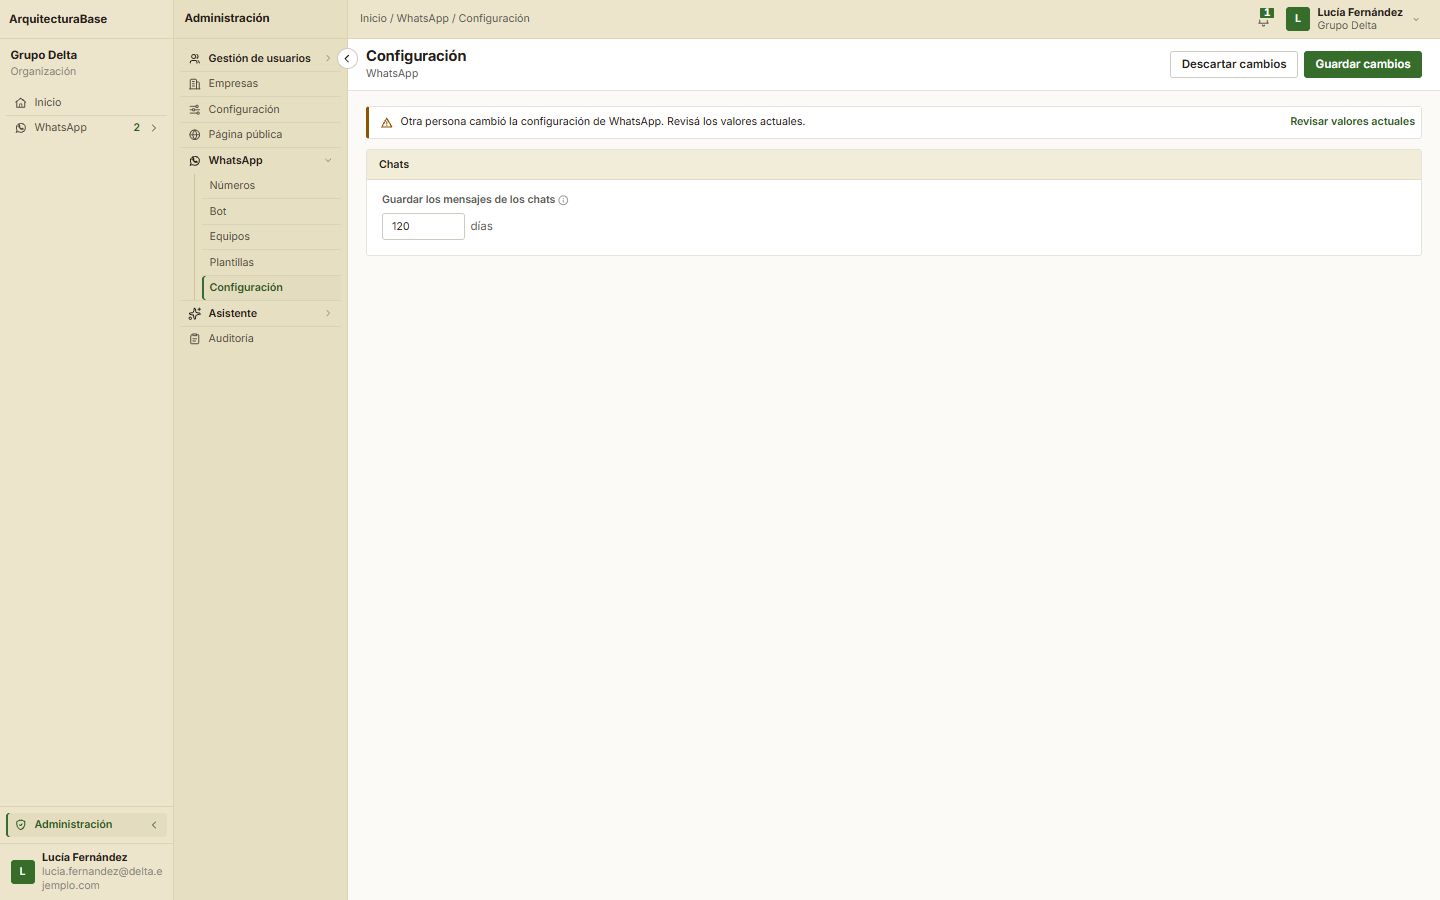 ArquitecturaBase
Grupo Delta
Organización
Inicio
WhatsApp 2
Administración
Lucía Fernández
lucia.fernandez@delta.e
jemplo.com
L
Administración
Gestión de usuarios
Empresas
Configuración
Página pública
WhatsApp
Números
Bot
Equipos
Plantillas
Configuración
Asistente
Auditoría
Inicio / WhatsApp / Configuración
1
L
Lucía Fernández
Grupo Delta
Configuración
WhatsApp
Descartar cambios
Guardar cambios
Otra persona cambió la configuración de WhatsApp. Revisá los valores actuales.
Revisar valores actuales
Chats
Guardar los mensajes de los chats
120 días